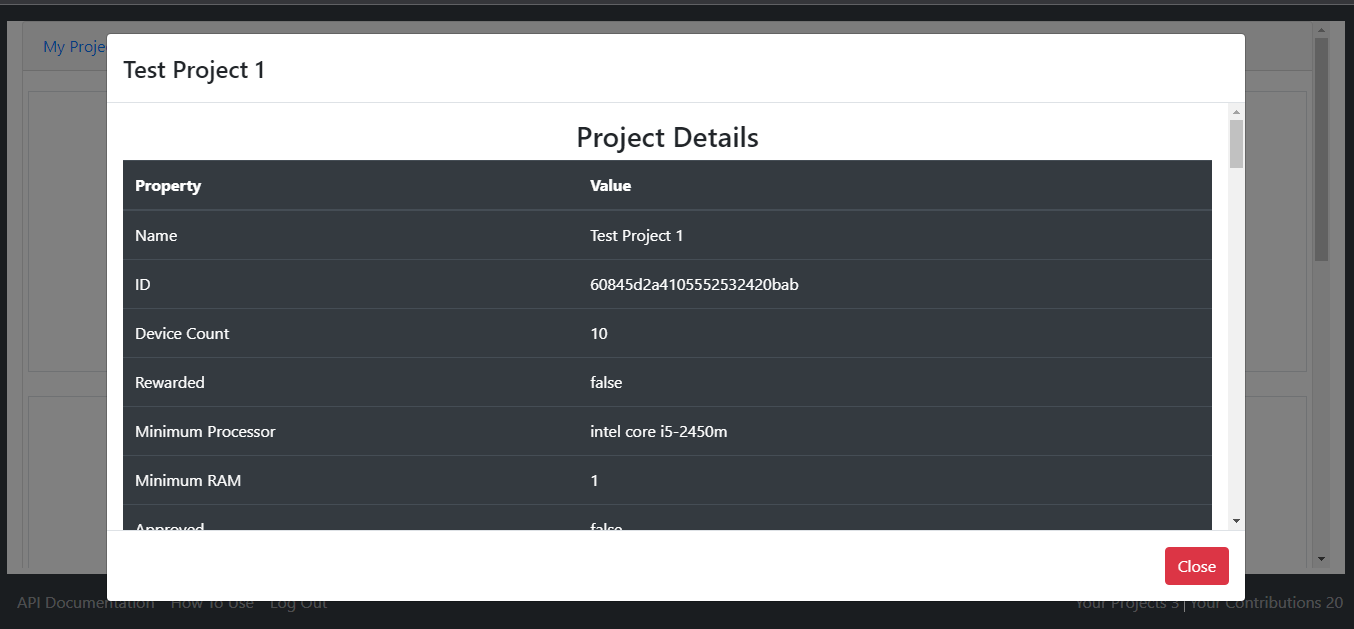 My Proje
Test Project 1
Project Details
Property Value
Name Test Project 1
ID 60845d2a4105552532420bab
Device Count 10
Rewarded false
Minimum Processor intel core i5-2450m
Minimum RAM 1
Approved false
Close
API Documentation How To Use Log Out Your Projects 3 | Your Contributions 20